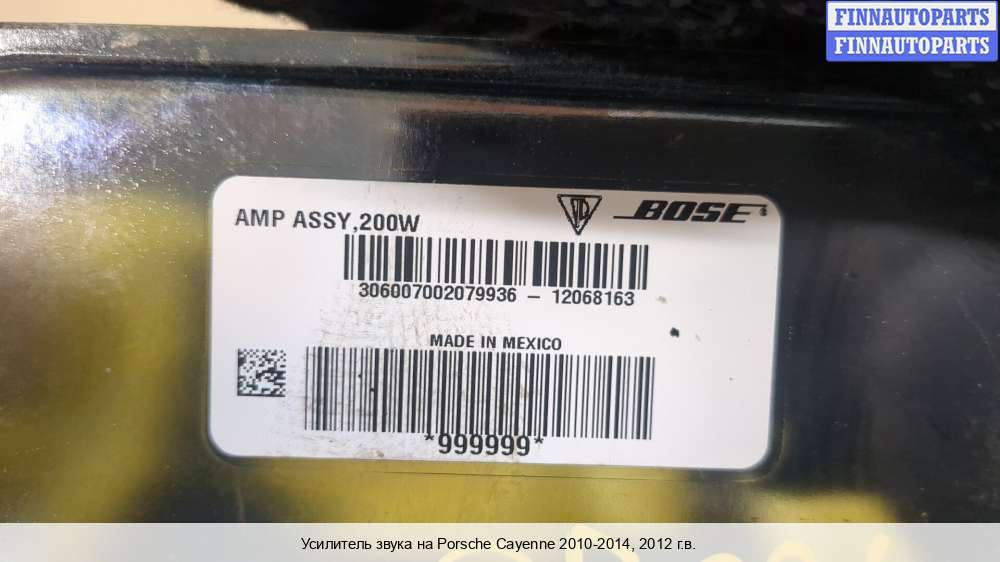 FINNAUTOPARTS
FINNAUTOPARTS
AMP ASSY,200W
BOSE
306007002079936 - 12068163
MADE IN MEXICO
*999999*
Усилитель звука на Porsche Cayenne 2010-2014, 2012 г.в.